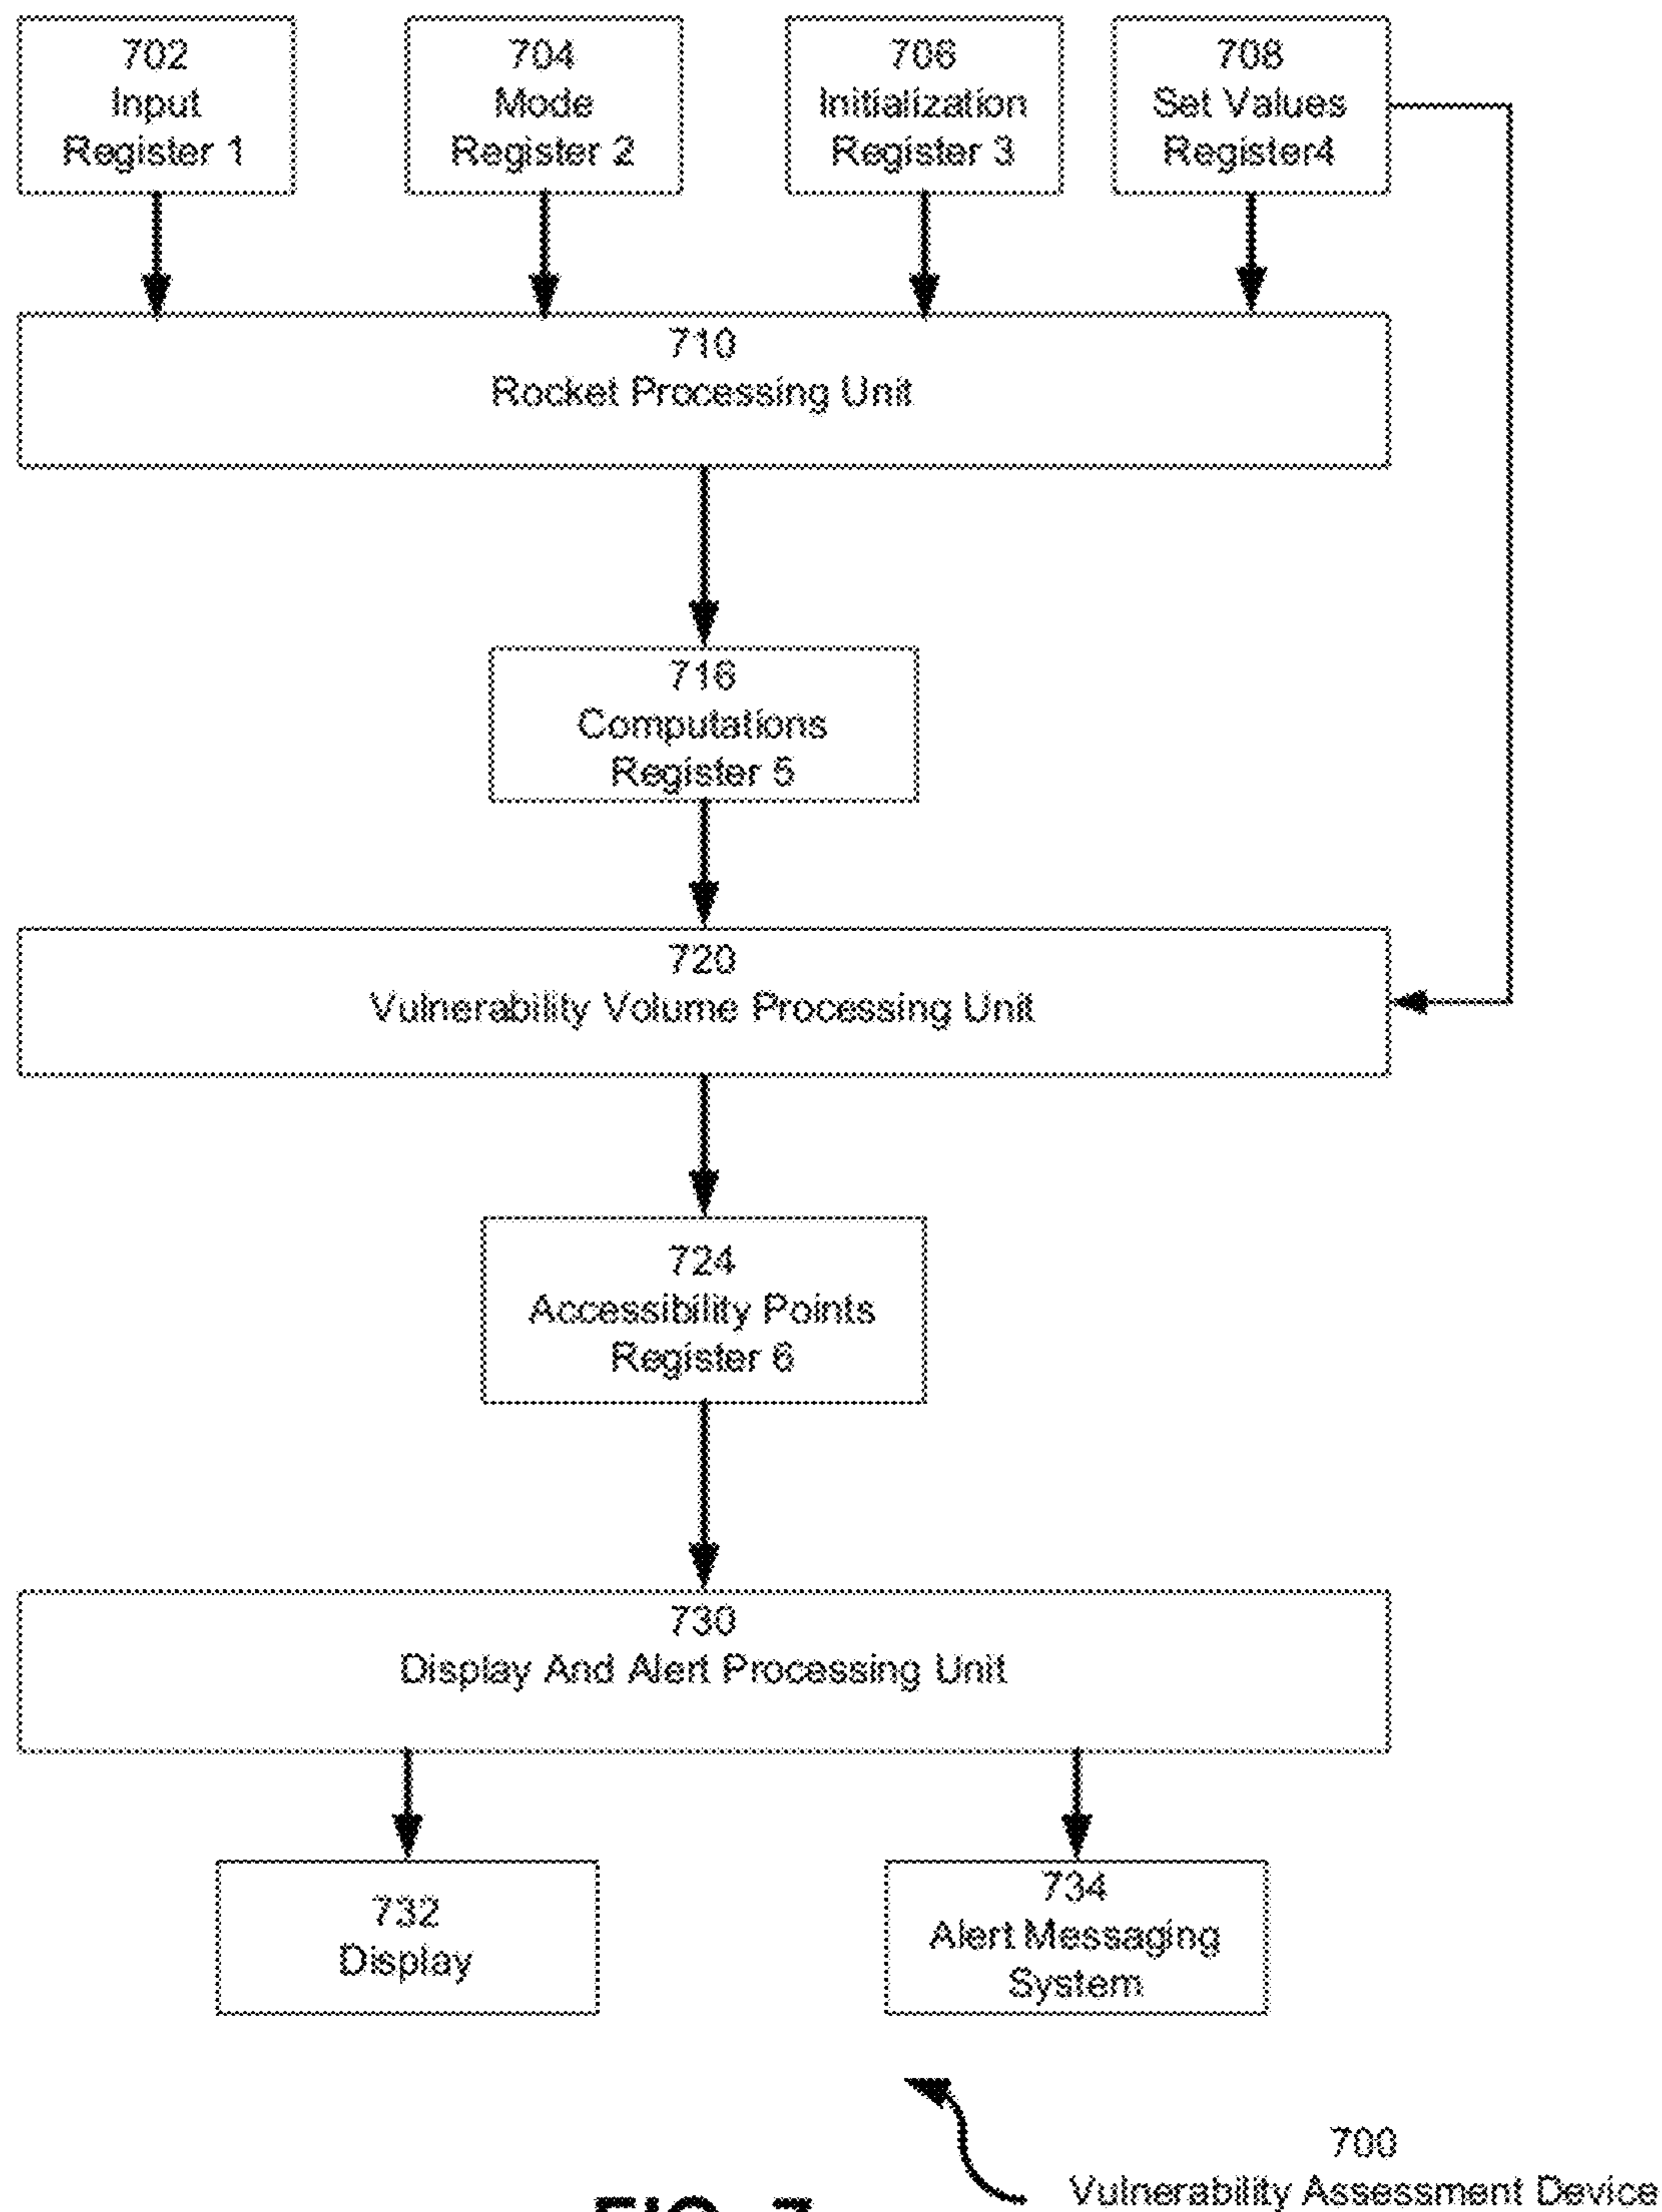 702
Input
Register 1
704
Mode
Register 2
706
Initialization
Register 3
708
Set Values
Register4
710
Rocket Processing Unit
716
Computations
Register 5
720
Vulnerability Volume Processing Unit
724
Accessibility Points
Register 6
730
Display And Alert Processing Unit
732
Display
734
Alert Messaging
System
700
Vulnerability Assessment Device